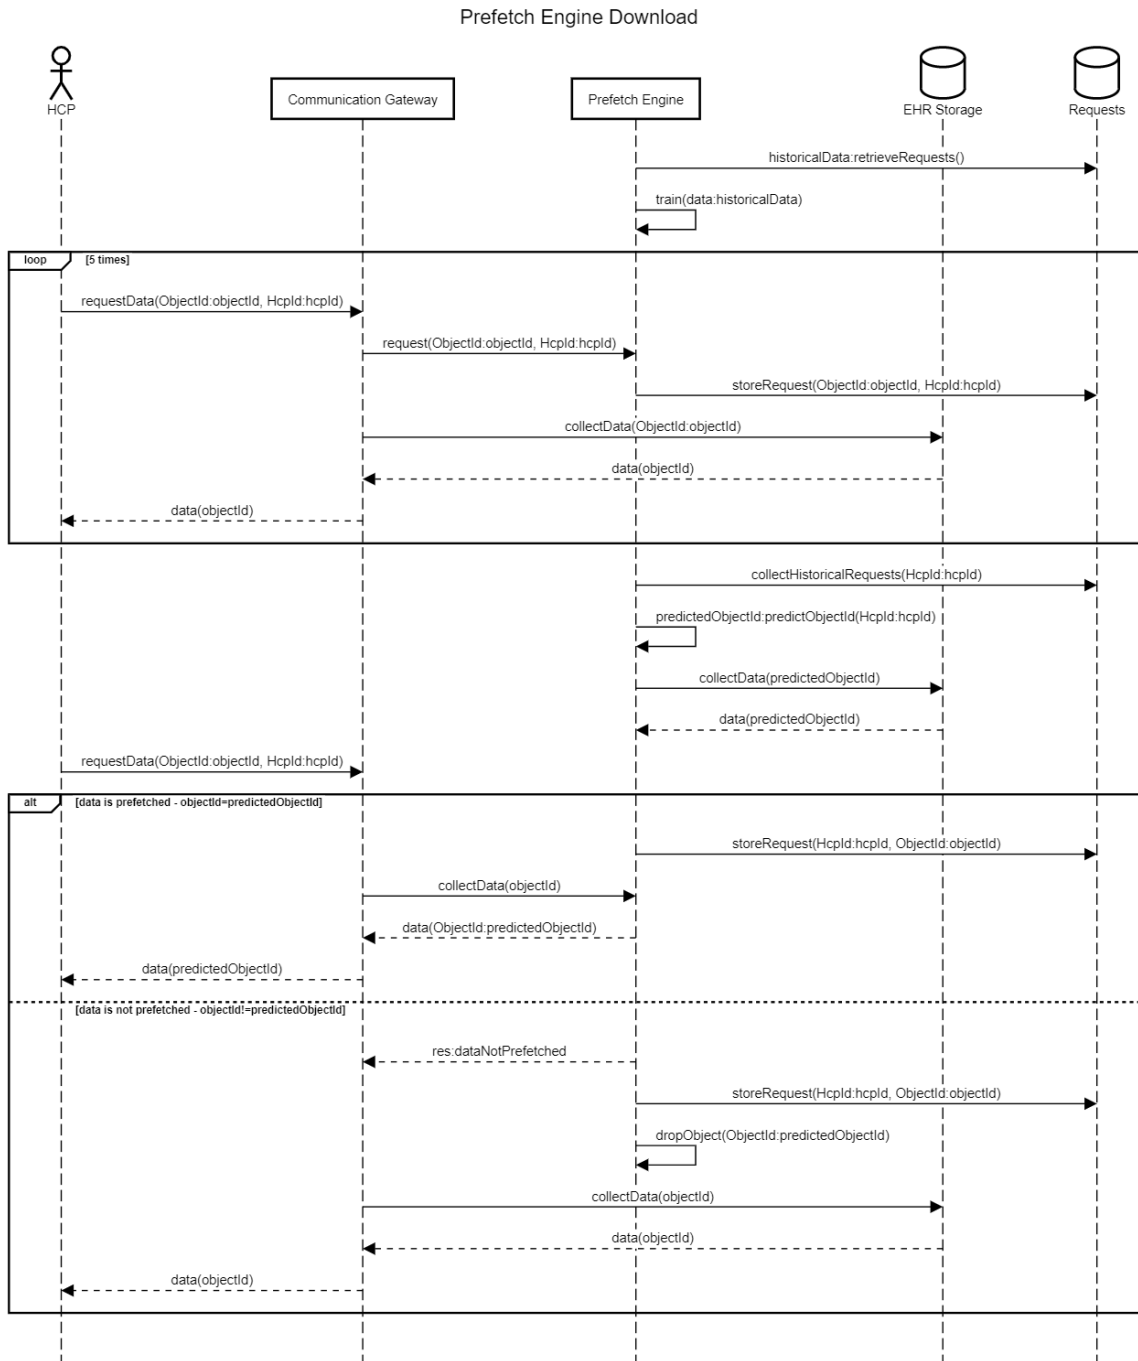 Prefetch Engine Download
HCP
Communication Gateway
Prefetch Engine
EHR Storage
Requests
historicalData:retrieveRequests()
train(data:historicalData)
loop
[5 times]
requestData(ObjectId:objectId, HcpId:hcpId)
request(ObjectId:objectId, HcpId:hcpId)
storeRequest(ObjectId:objectId, HcpId:hcpId)
collectData(ObjectId:objectId)
data(objectId)
data(objectId)
collectHistoricalRequests(HcpId:hcpId)
predictedObjectId:predictObjectId(HcpId:hcpId)
collectData(predictedObjectId)
data(predictedObjectId)
requestData(ObjectId:objectId, HcpId:hcpId)
alt
[data is prefetched - objectId=predictedObjectId]
storeRequest(HcpId:hcpId, ObjectId:objectId)
collectData(objectId)
data(ObjectId:predictedObjectId)
data(predictedObjectId)
[data is not prefetched - objectId!=predictedObjectId]
res:dataNotPrefetched
storeRequest(HcpId:hcpId, ObjectId:objectId)
dropObject(ObjectId:predictedObjectId)
collectData(objectId)
data(objectId)
data(objectId)